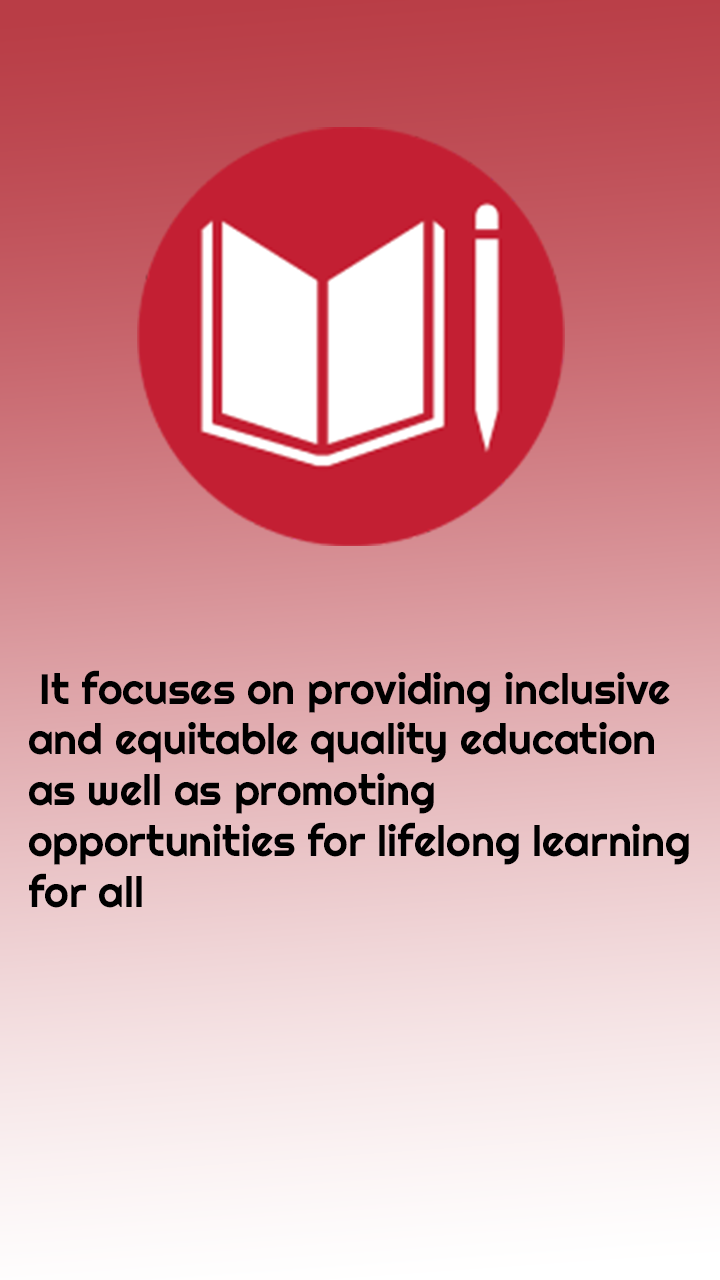 It focuses on providing inclusive
and equitable quality education
as well as promoting
opportunities for lifelong learning
for all